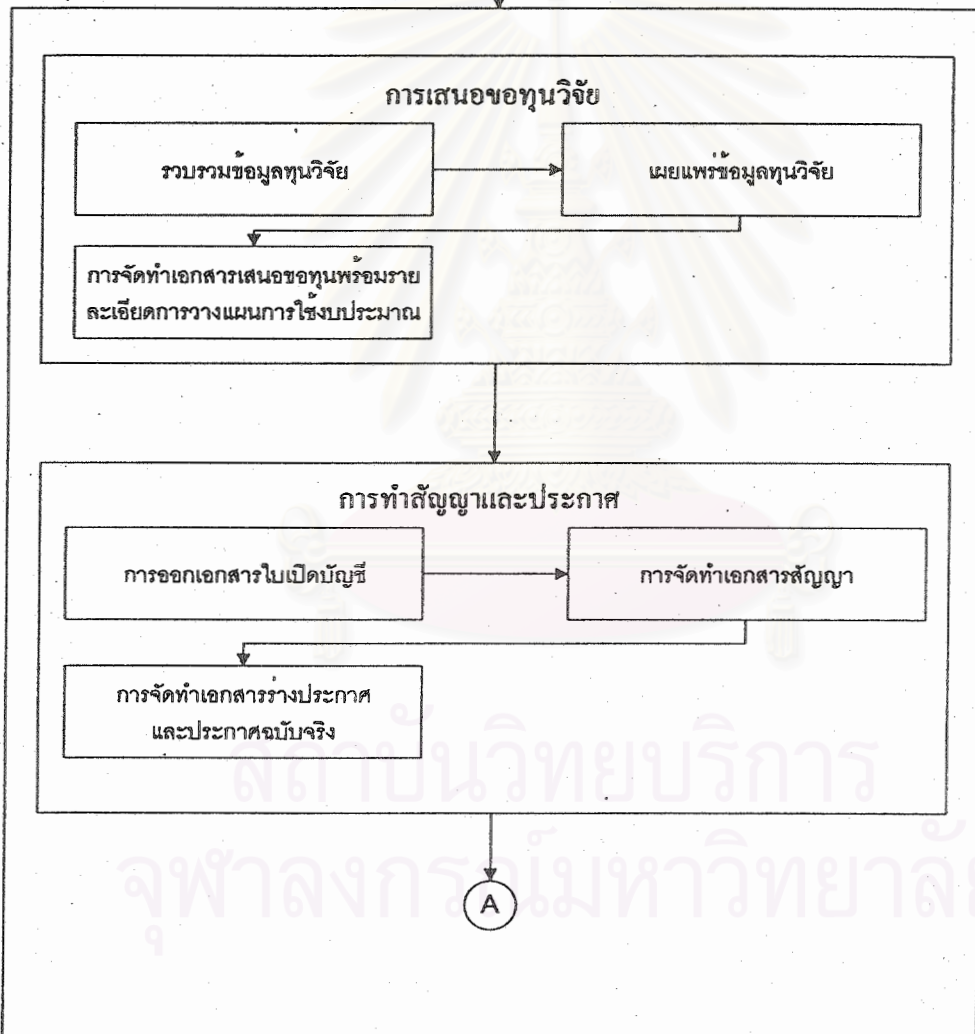 การเสนอขอทุนวิจัย
รวบรวมข้อมูลทุนวิจัย
เผยแพร่ข้อมูลทุนวิจัย
การจัดทำเอกสารเสนอขอทุนพร้อมราย
ละเอียดการวางแผนการใช้งบประมาณ
การทำสัญญาและประกาศ
การออกเอกสารใบเปิดบัญชี
การจัดทำเอกสารสัญญา
การจัดทำเอกสารร่างประกาศ
และประกาศฉบับจริง
สถาบันวิทยบริการ
จุฬาลงกรณ์มหาวิทยาลัย
A